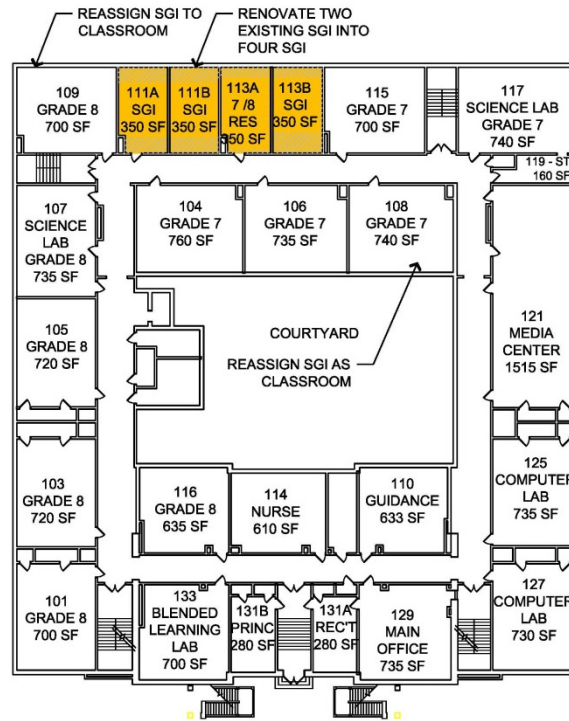 REASSIGN SGI TO
CLASSROOM
RENOVATE TWO
EXISTING SGI INTO
FOUR SGI
109
GRADE 8
700 SF
111A
SGI
350 SF
111B
SGI
350 SF
113A
7 /8
RES
350 SF
113B
SGI
350 SF
115
GRADE 7
700 SF
117
SCIENCE LAB
GRADE 7
740 SF
119 - ST
160 SF
107
SCIENCE
LAB
GRADE 8
735 SF
104
GRADE 7
760 SF
106
GRADE 7
735 SF
108
GRADE 7
740 SF
105
GRADE 8
720 SF
COURTYARD
REASSIGN SGI AS
CLASSROOM
121
MEDIA
CENTER
1515 SF
103
GRADE 8
720 SF
116
GRADE 8
635 SF
114
NURSE
610 SF
110
GUIDANCE
633 SF
125
COMPUTER
LAB
735 SF
101
GRADE 8
700 SF
133
BLENDED
LEARNING
LAB
700 SF
131B
PRINC
280 SF
131A
REC'T
280 SF
129
MAIN
OFFICE
735 SF
127
COMPUTER
LAB
730 SF